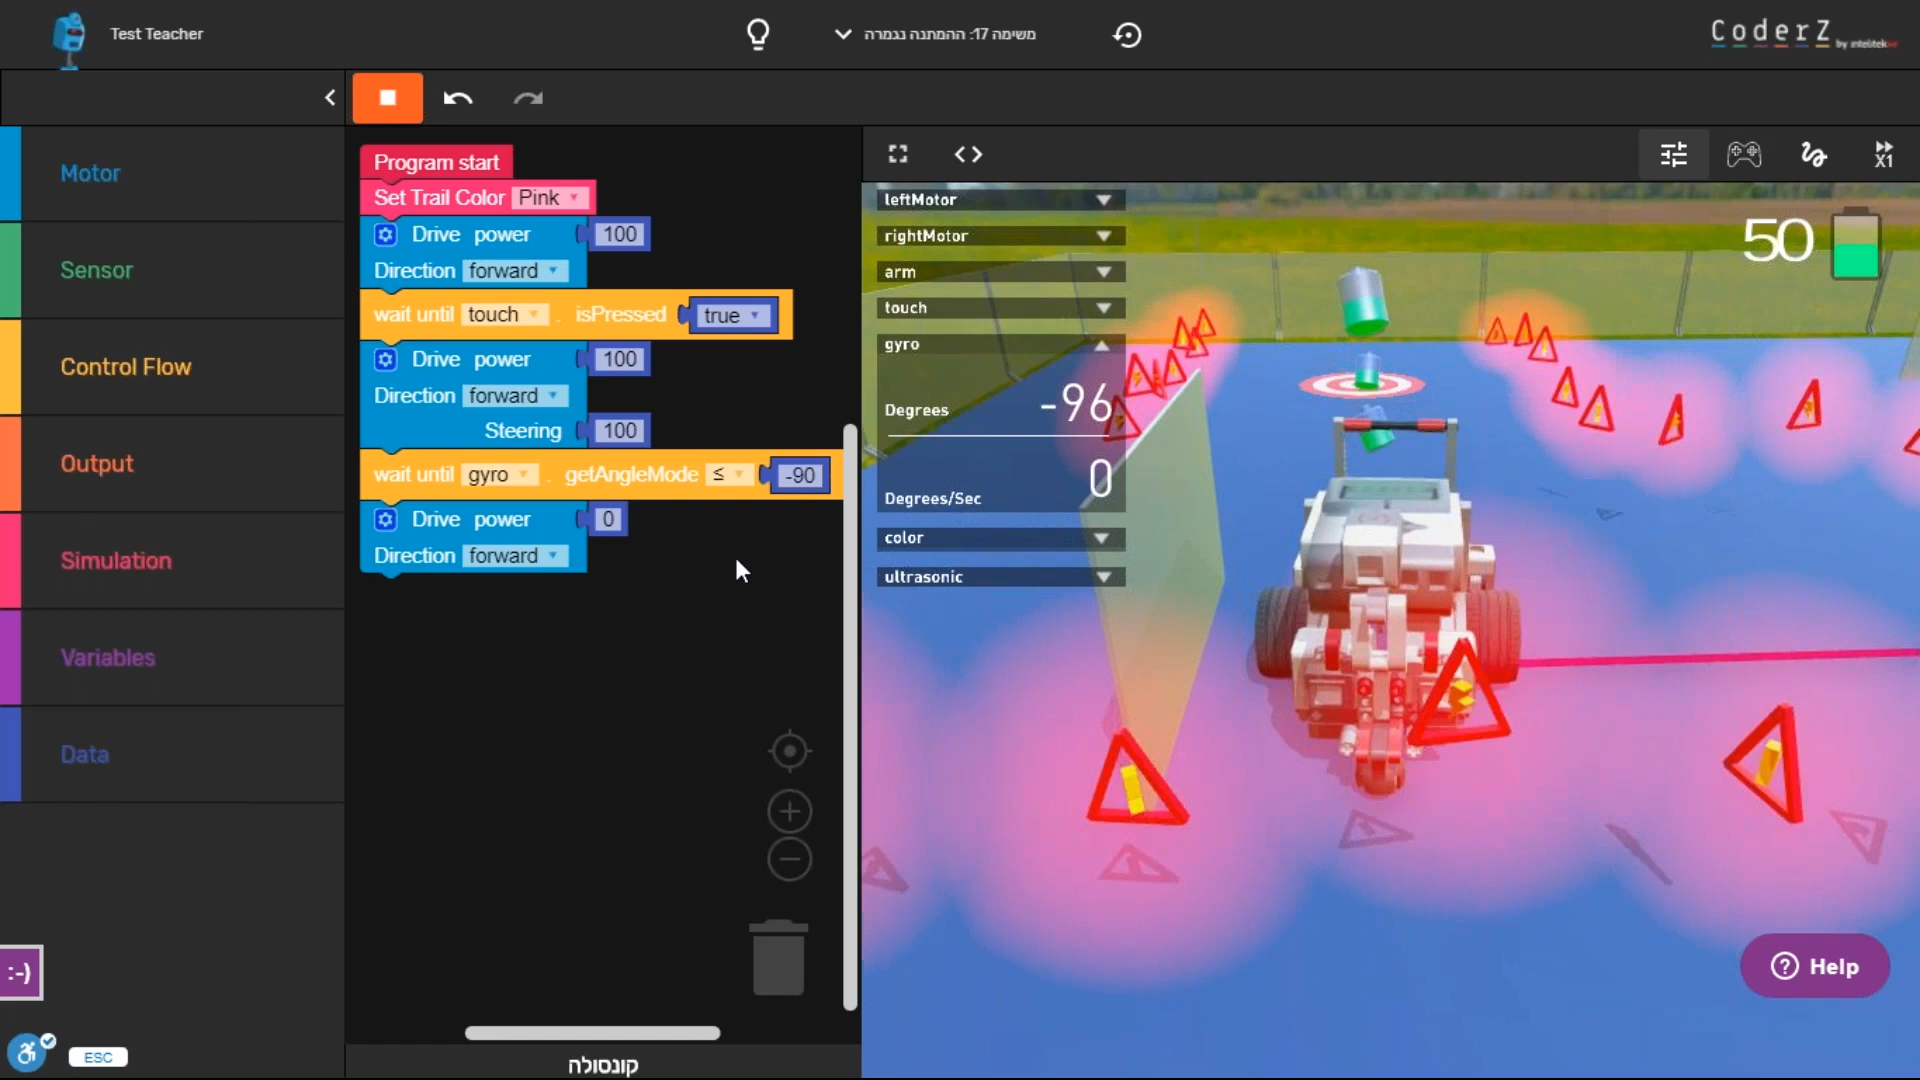 Test Teacher
משימה 17: ההמתנה נגמרה
CoderZ
by intelitek
X1
Motor
Sensor
Control Flow
Output
Simulation
Variables
Data
:-)
ESC
Program start
Set Trail Color Pink
Drive power 100
Direction forward
wait until touch . isPressed true
Drive power 100
Direction forward
Steering 100
wait until gyro . getAngleMode ≤ -90
Drive power 0
Direction forward
קונסולה
leftMotor
rightMotor
arm
touch
gyro
Degrees -96
Degrees/Sec 0
color
ultrasonic
50
Help